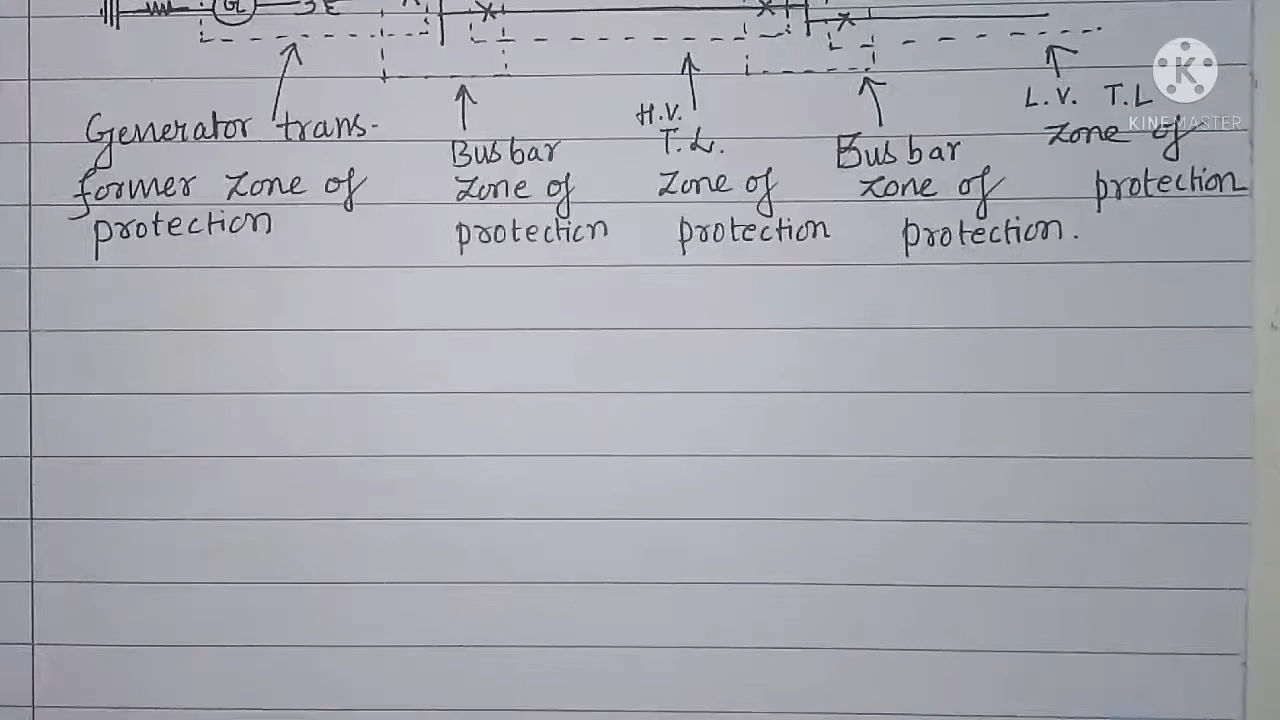 G
Generator trans-
former zone of
protection
Bus bar
zone of
protection
H.V.
T.L.
zone of
protection
Bus bar
zone of
protection.
L.V. T.L
zone of
protection
K
KINEMASTER